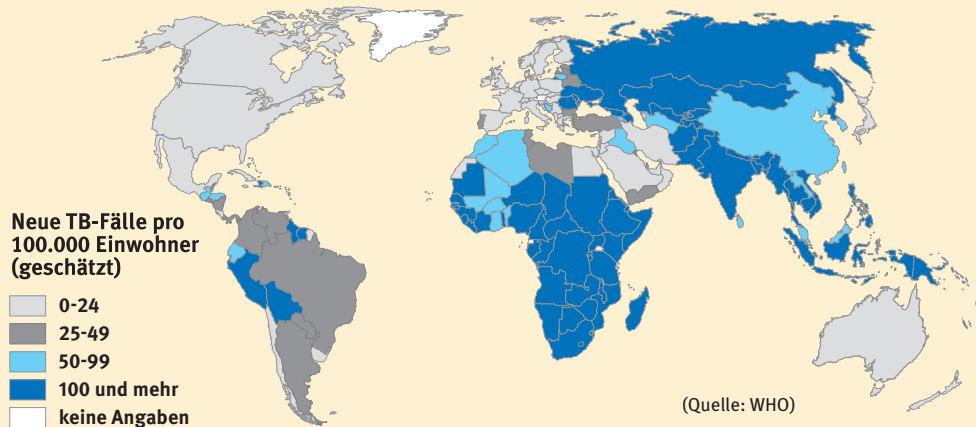 Neue TB-Fälle pro
100.000 Einwohner
(geschätzt)
0-24
25-49
50-99
100 und mehr
keine Angaben
(Quelle: WHO)